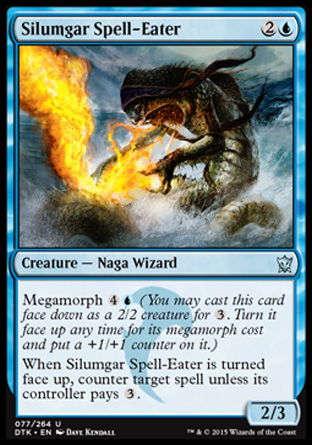 Silumgar Spell-Eater 2
Creature — Naga Wizard
Megamorph 4 (You may cast this card
face down as a 2/2 creature for 3. Turn it
face up any time for its megamorph cost
and put a +1/+1 counter on it.)
When Silumgar Spell-Eater is turned
face up, counter target spell unless its
controller pays 3.
2/3
077/264 U
DTK • EN DAVE KENDALL
™ & © 2015 Wizards of the Coast